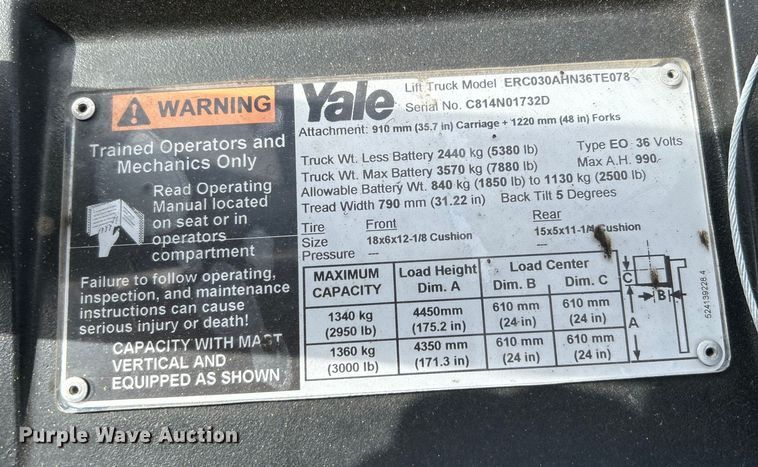 WARNING
Trained Operators and
Mechanics Only
Read Operating
Manual located
on seat or in
operators
compartment
Failure to follow operating,
inspection, and maintenance
instructions can cause
serious injury or death!
CAPACITY WITH MAST
VERTICAL AND
EQUIPPED AS SHOWN
Yale
Lift Truck Model ERC030AHN36TE078
Serial No. C814N01732D
Attachment: 910 mm (35.7 in) Carriage + 1220 mm (48 in) Forks
Truck Wt. Less Battery 2440 kg (5380 lb) Type EO 36 Volts
Truck Wt. Max Battery 3570 kg (7880 lb) Max A.H. 990
Allowable Battery Wt. 840 kg (1850 lb) to 1130 kg (2500 lb)
Tread Width 790 mm (31.22 in) Back Tilt 5 Degrees
Tire Front Rear
Size 18x6x12-1/8 Cushion 15x5x11-1/4 Cushion
Pressure --- ---
MAXIMUM CAPACITY Load Height Dim. A Load Center Dim. B Dim. C
1340 kg (2950 lb) 4450mm (175.2 in) 610 mm (24 in) 610 mm (24 in)
1360 kg (3000 lb) 4350 mm (171.3 in) 610 mm (24 in) 610 mm (24 in)
C
B
A
524139228.4
Purple Wave Auction